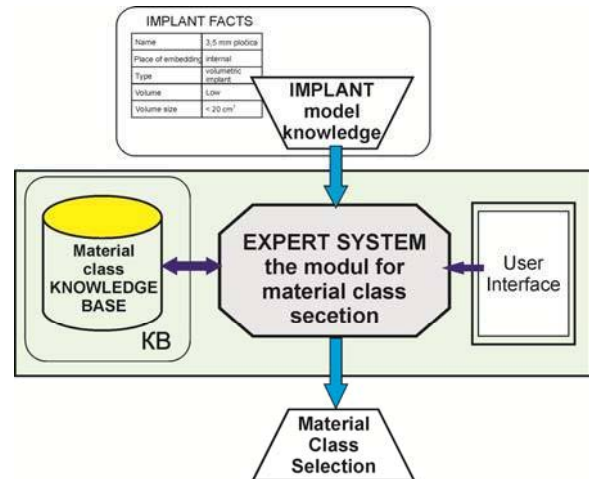 IMPLANT FACTS
Name 3,5 mm pločica
Place of embedding internal
Type volumetric
implant
Volume Low
Volume size < 20 cm³
IMPLANT
model
knowledge
Material
class
KNOWLEDGE
BASE
KB
EXPERT SYSTEM
the modul for
material class
secetion
User
Interface
Material
Class
Selection